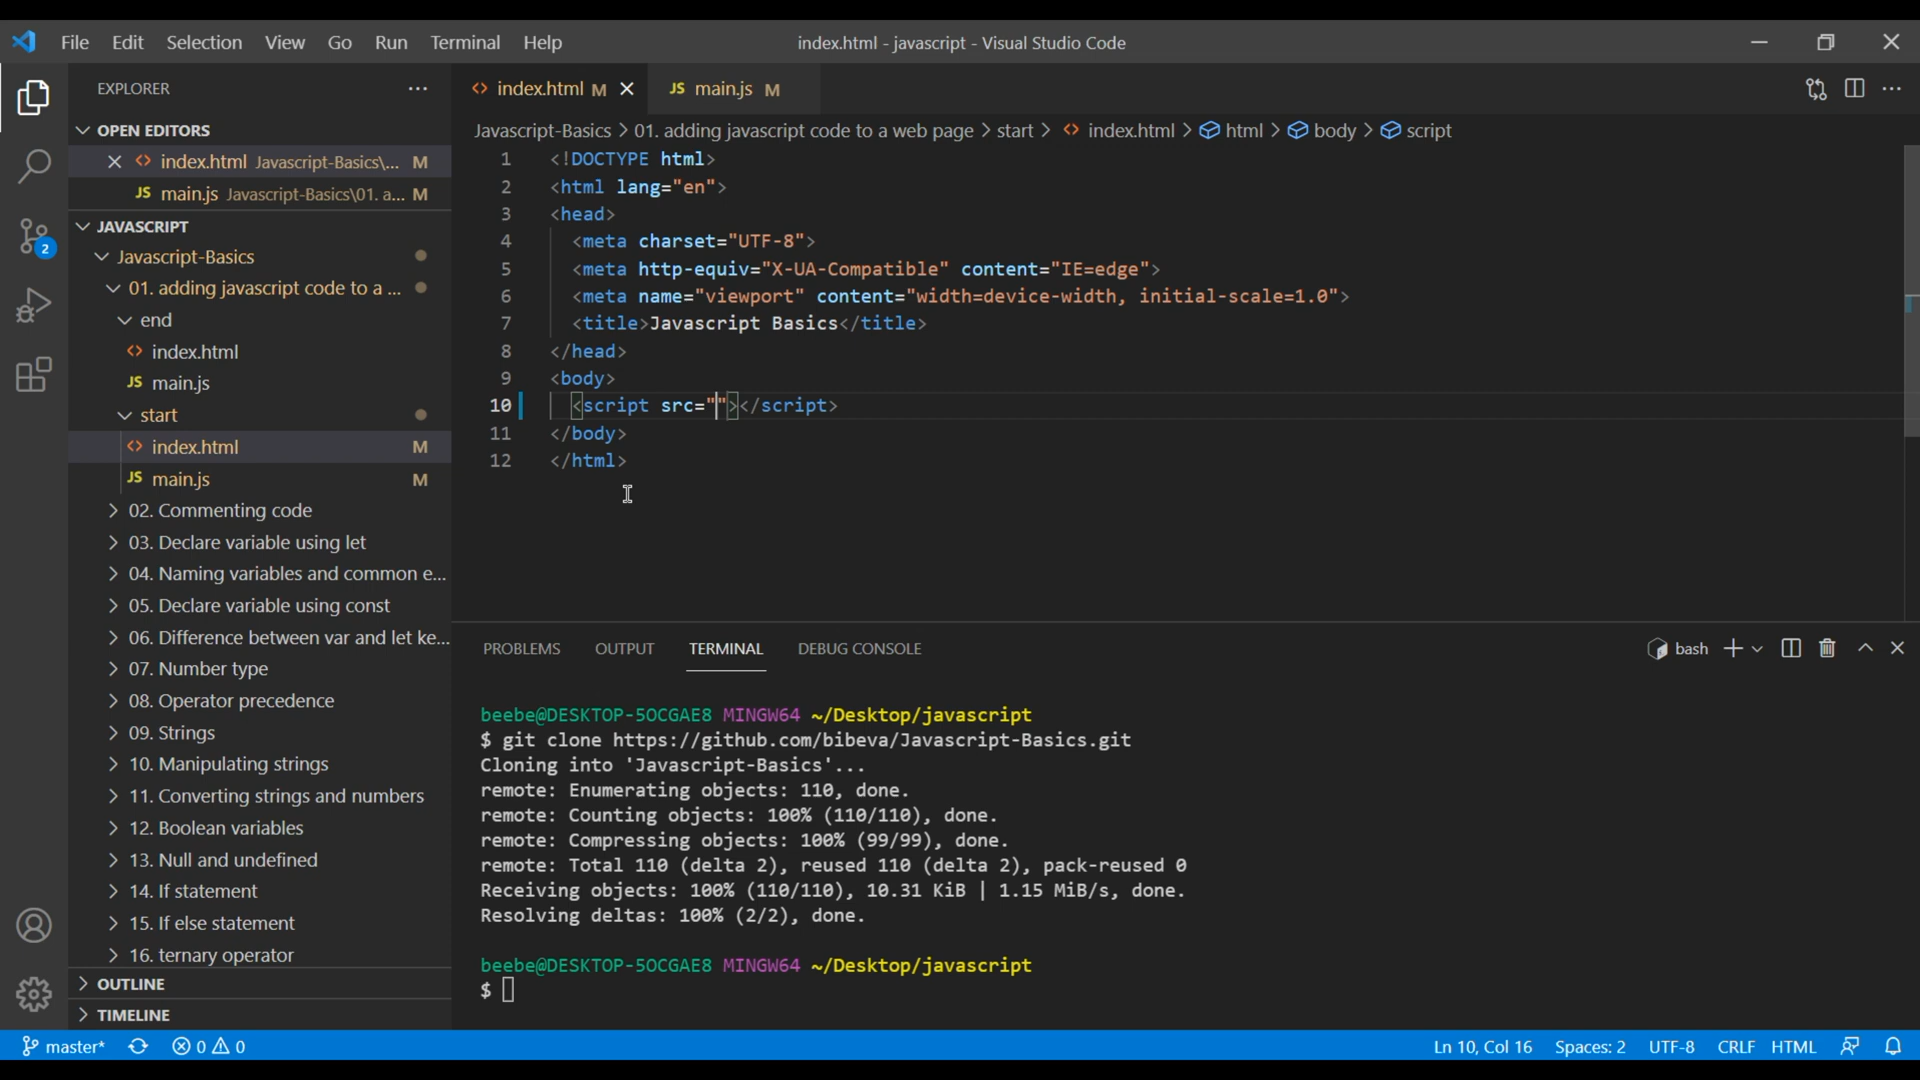 File Edit Selection View Go Run Terminal Help
index.html - javascript - Visual Studio Code
EXPLORER ···
OPEN EDITORS
index.html Javascript-Basics\... M
JS main.js Javascript-Basics\01. a... M
JAVASCRIPT
Javascript-Basics
01. adding javascript code to a ...
end
index.html
JS main.js
start
index.html M
JS main.js M
02. Commenting code
03. Declare variable using let
04. Naming variables and common e...
05. Declare variable using const
06. Difference between var and let ke...
07. Number type
08. Operator precedence
09. Strings
10. Manipulating strings
11. Converting strings and numbers
12. Boolean variables
13. Null and undefined
14. If statement
15. If else statement
16. ternary operator
OUTLINE
TIMELINE
2
index.html M
JS main.js M
Javascript-Basics > 01. adding javascript code to a web page > start > index.html > html > body > script
1 <!DOCTYPE html>
2 <html lang="en">
3 <head>
4 <meta charset="UTF-8">
5 <meta http-equiv="X-UA-Compatible" content="IE=edge">
6 <meta name="viewport" content="width=device-width, initial-scale=1.0">
7 <title>Javascript Basics</title>
8 </head>
9 <body>
10 <script src=""></script>
11 </body>
12 </html>
PROBLEMS OUTPUT TERMINAL DEBUG CONSOLE
bash
beebe@DESKTOP-5OCGAE8 MINGW64 ~/Desktop/javascript
$ git clone https://github.com/bibeva/Javascript-Basics.git
Cloning into 'Javascript-Basics'...
remote: Enumerating objects: 110, done.
remote: Counting objects: 100% (110/110), done.
remote: Compressing objects: 100% (99/99), done.
remote: Total 110 (delta 2), reused 110 (delta 2), pack-reused 0
Receiving objects: 100% (110/110), 10.31 KiB | 1.15 MiB/s, done.
Resolving deltas: 100% (2/2), done.
beebe@DESKTOP-5OCGAE8 MINGW64 ~/Desktop/javascript
$
master* 0 0
Ln 10, Col 16 Spaces: 2 UTF-8 CRLF HTML